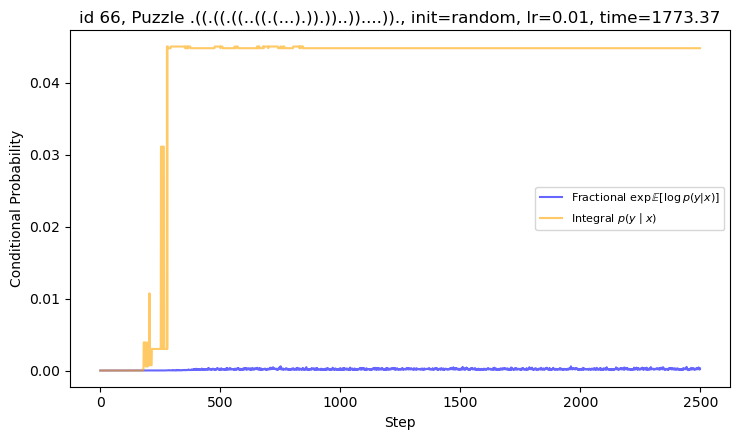 id 66, Puzzle .((.((.((..((.(...).)).))..))....))., init=random, lr=0.01, time=1773.37
Conditional Probability
0.04
0.03
0.02
0.01
0.00
Fractional exp𝔼[log p(y|x)]
Integral p(y | x)
0 500 1000 1500 2000 2500
Step